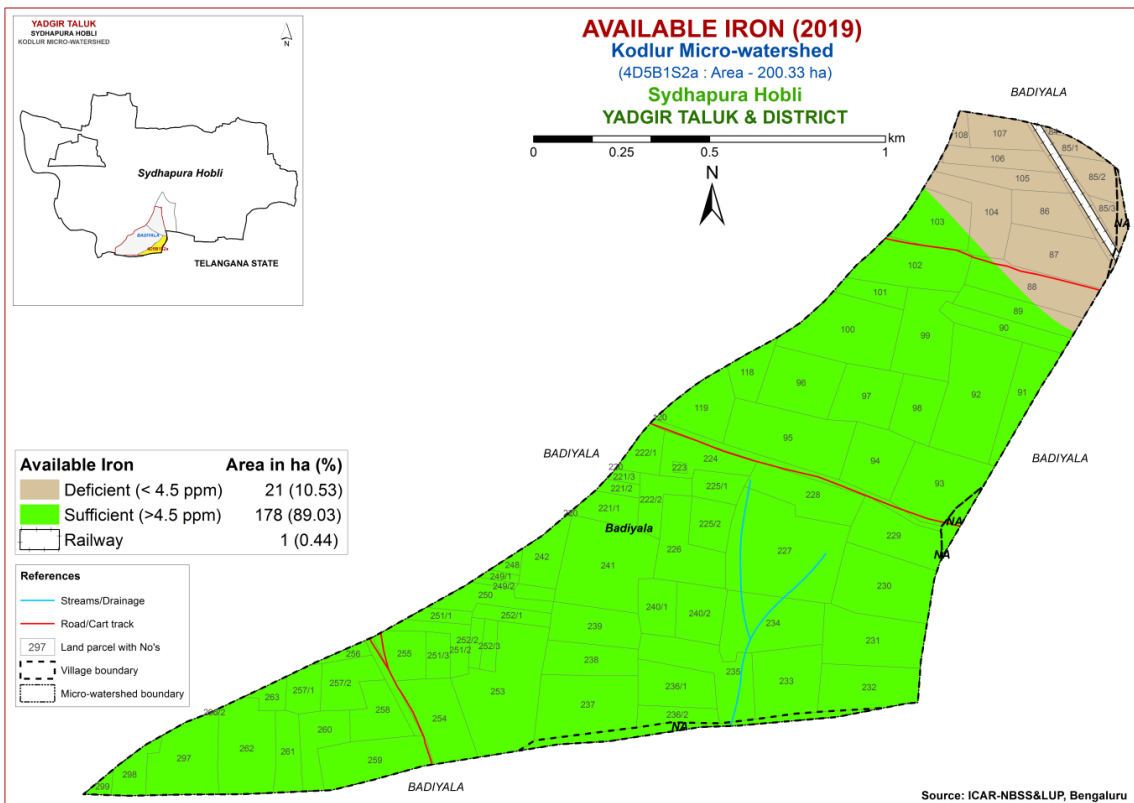 YADGIR TALUK
SYDHAPURA HOBLI
KODLUR MICRO-WATERSHED
N
Sydhapura Hobli
BADIYALA
4D5B1S2a
TELANGANA STATE
AVAILABLE IRON (2019)
Kodlur Micro-watershed
(4D5B1S2a : Area - 200.33 ha)
Sydhapura Hobli
YADGIR TALUK & DISTRICT
km
0 0.25 0.5 1
N
BADIYALA
108 107
85/1
106 85/2
105
85/3
104 86
103 NA
87
102
88
101
89
90
100 99
118
96 97 98 92 91
119
95
94
93
BADIYALA
BADIYALA
222/1 223 224
221/3
221/2 225/1
222/2 228
221/1
225/2
Badiyala
NA
229
NA
226 227
242 241
248
249/1
249/2
250
230
240/1 240/2
251/1 252/1
234
239
231
252/2
251/2 252/3
256 255 251/3
238
235
233
232
236/1
253
237
236/2
NA
257/2
257/1
263
258 254
260
297 262 261
259
298
299
BADIYALA
Available Iron Area in ha (%)
Deficient (< 4.5 ppm) 21 (10.53)
Sufficient (>4.5 ppm) 178 (89.03)
Railway 1 (0.44)
References
Streams/Drainage
Road/Cart track
297 Land parcel with No's
Village boundary
Micro-watershed boundary
Source: ICAR-NBSS&LUP, Bengaluru